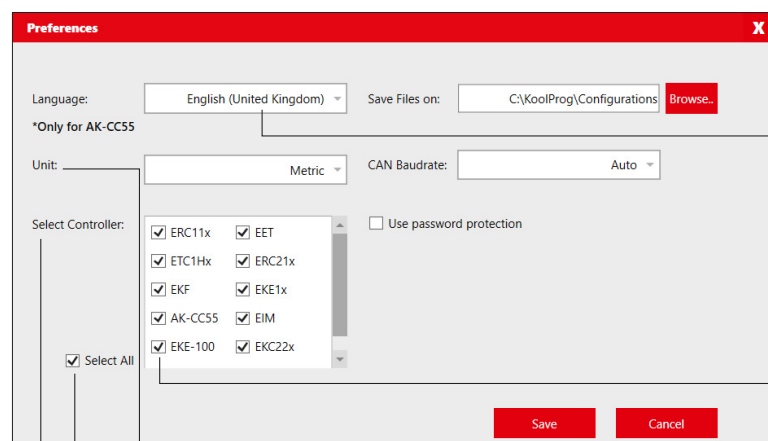 Preferences X
Language: English (United Kingdom) Save Files on: C:\KoolProg\Configurations Browse..
*Only for AK-CC55
Unit: Metric CAN Baudrate: Auto
Select Controller: ERC11x EET Use password protection
ETC1Hx ERC21x
EKF EKE1x
AK-CC55 EIM
EKE-100 EKC22x
Select All
Save Cancel